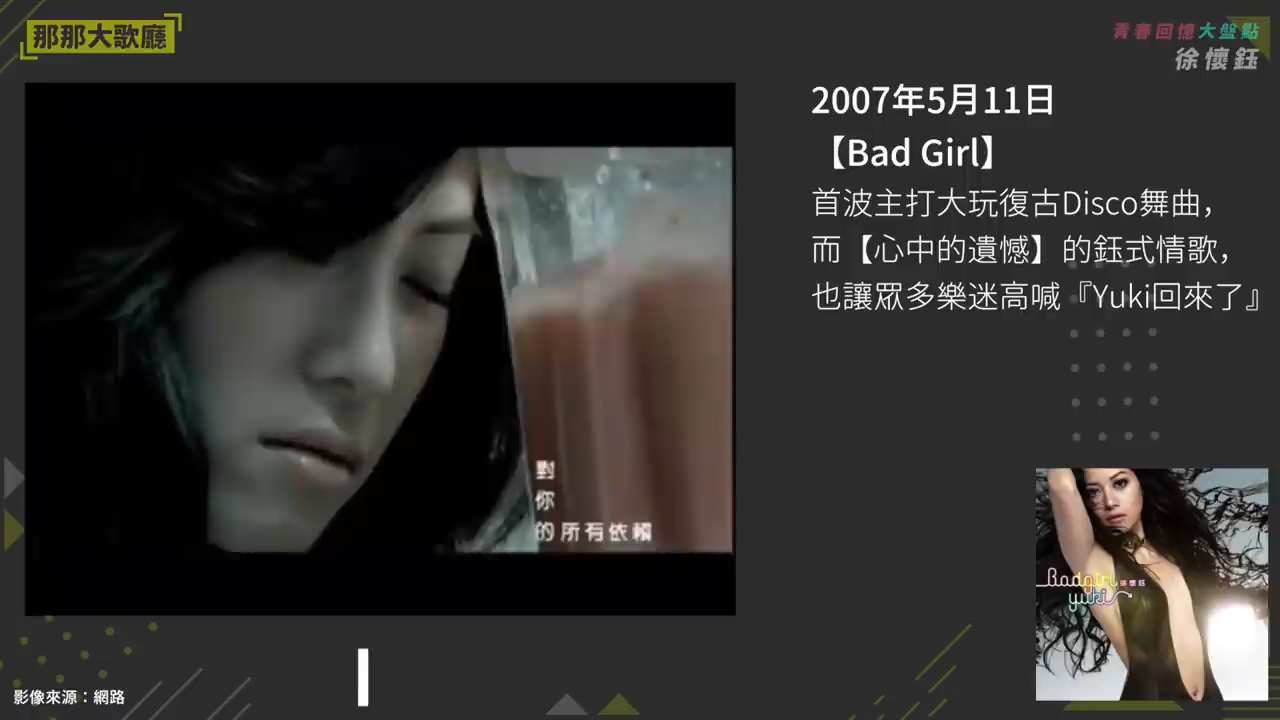 那那大歌廳
青春回憶大盤點
徐懷鈺
2007年5月11日
【Bad Girl】
首波主打大玩復古Disco舞曲，
而【心中的遺憾】的鈺式情歌，
也讓眾多樂迷高喊『Yuki回來了』
對
你
的所有依賴
Badgirl 徐懷鈺
yuki
影像來源：網路